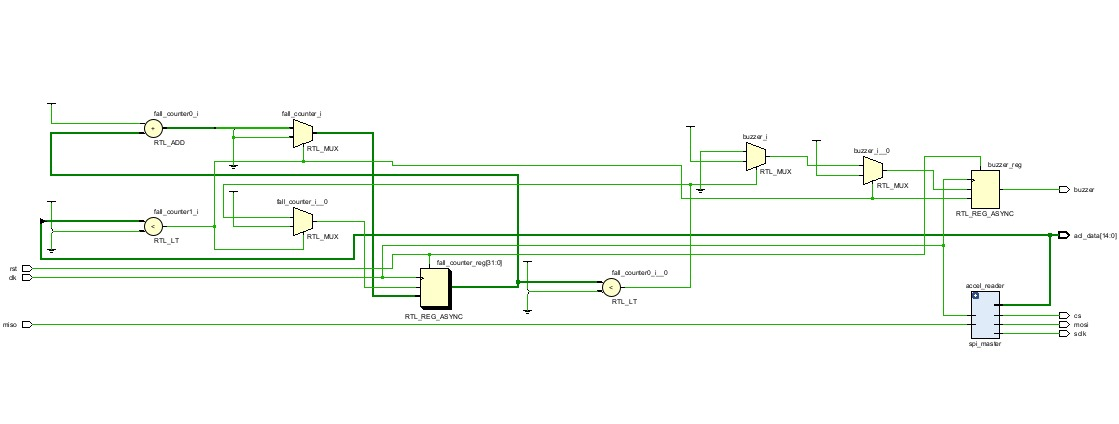 fall_counter0_i
+
RTL_ADD
fall_counter_i
RTL_MUX
buzzer_i
RTL_MUX
buzzer_i__0
RTL_MUX
buzzer_reg
RTL_REG_ASYNC
buzzer
fall_counter1_i
<
RTL_LT
fall_counter_i__0
RTL_MUX
acl_data[14:0]
rst
clk
fall_counter_reg[31:0]
RTL_REG_ASYNC
fall_counter0_i__0
<
RTL_LT
accel_reader
spi_master
cs
mosi
sclk
miso